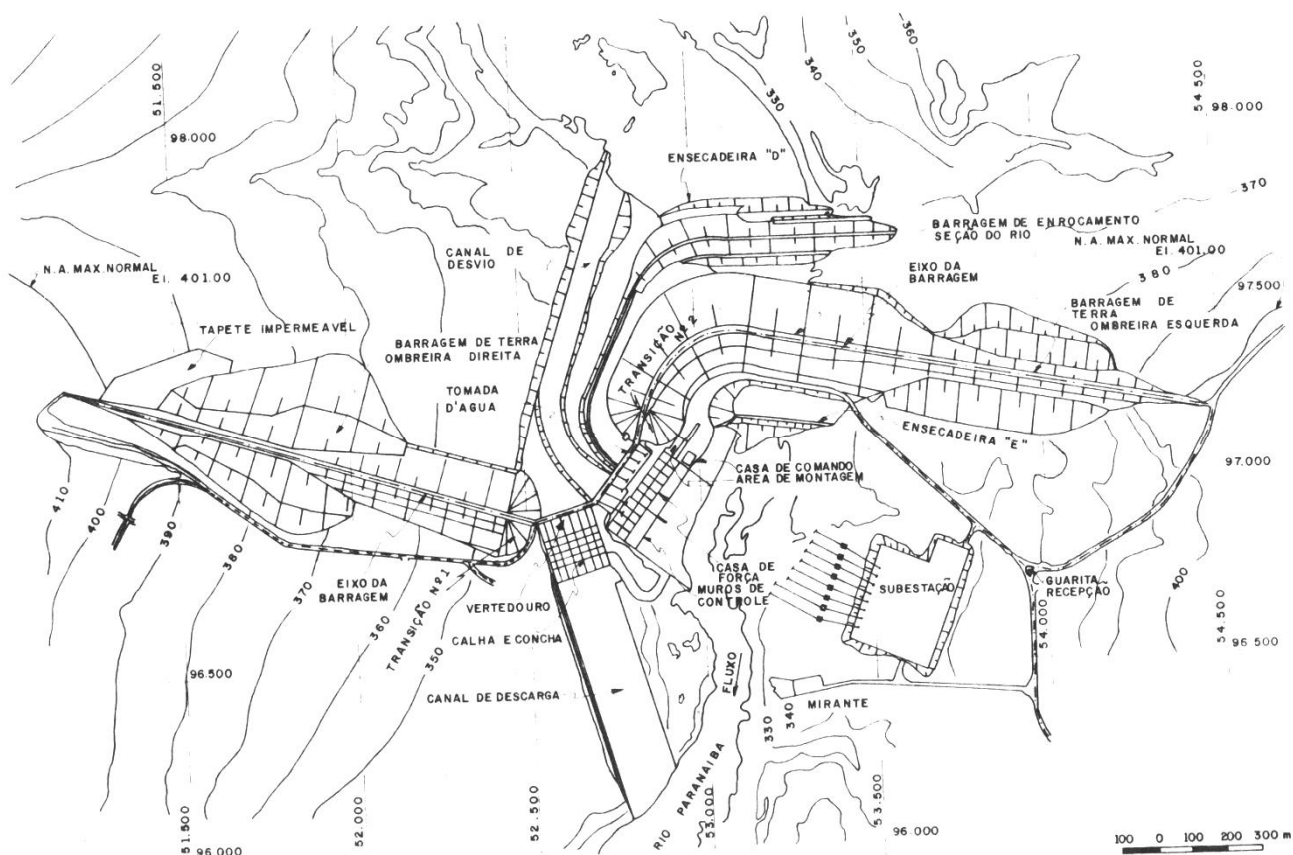 350
360
340
330
51.500
98.000
54.500
98.000
ENSECADEIRA "D"
370
BARRAGEM DE ENROCAMENTO
SEÇÃO DO RIO
N.A. MAX. NORMAL
El. 401.00
CANAL DE
DESVIO
N.A. MAX. NORMAL
El. 401.00
EIXO DA
BARRAGEM
380
97.500
BARRAGEM DE
TERRA
OMBREIRA ESQUERDA
TAPETE IMPERMEÁVEL
BARRAGEM DE TERRA
OMBREIRA DIREITA
TRANSIÇÃO
Nº 2
TOMADA
D'AGUA
ENSECADEIRA "E"
97.000
CASA DE COMANDO
ÁREA DE MONTAGEM
410
400
390
380
370
360
350
EIXO DA
BARRAGEM
TRANSIÇÃO Nº 1
VERTEDOURO
CALHA E CONCHA
CASA DE
FORÇA
MUROS DE
CONTROLE
SUBESTAÇÃO
GUARITA
RECEPÇÃO
400
54.000
54.500
96.500
96.500
CANAL DE DESCARGA
FLUXO
MIRANTE
330
340
RIO PARANAIBA
51.500
52.000
52.500
53.000
53.500
96.000
96.000
100 0 100 200 300 m